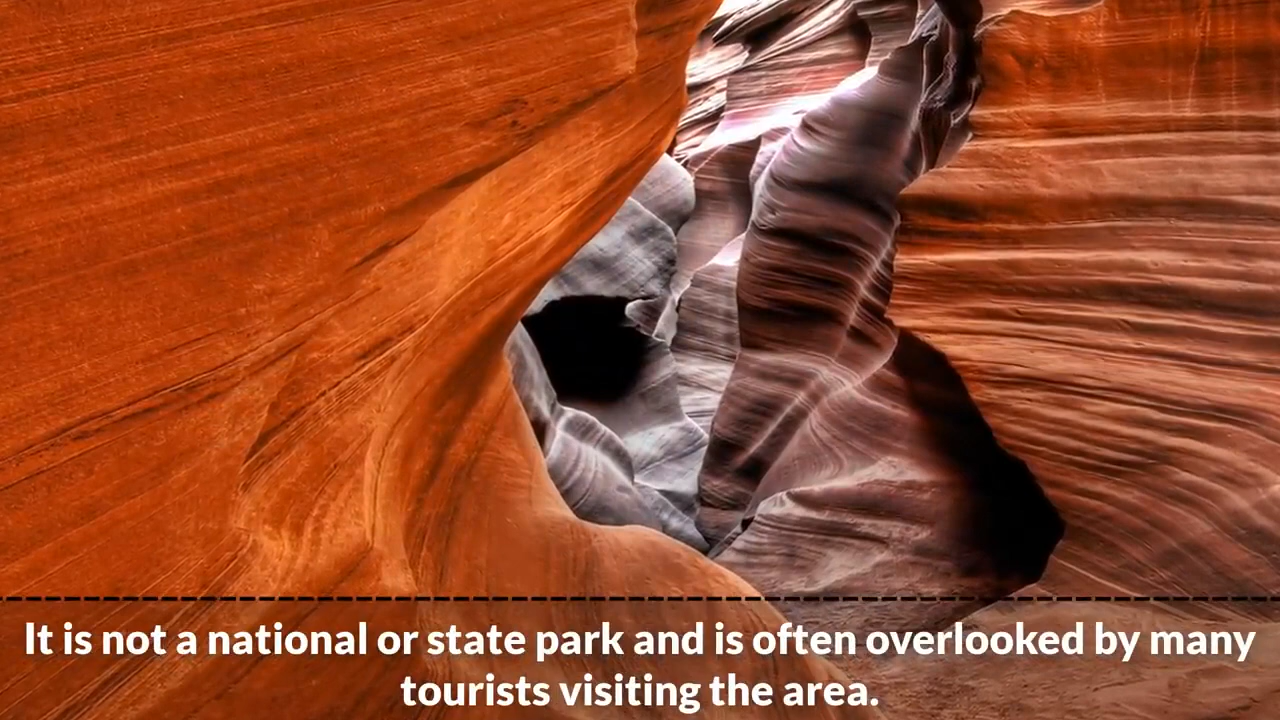 It is not a national or state park and is often overlooked by many
tourists visiting the area.